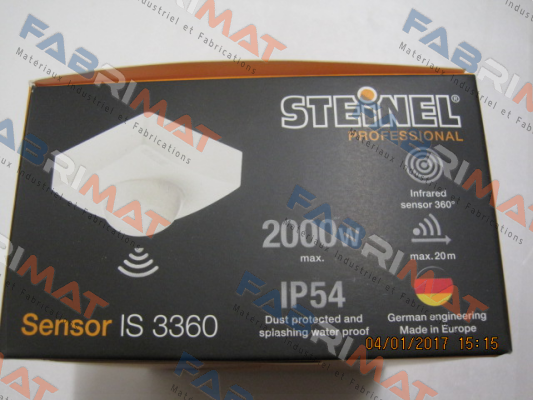 STEINEL®
PROFESSIONAL
Infrared
sensor 360°
2000W
max.
max. 20 m
IP54
Dust protected and
splashing water proof
German engineering
Made in Europe
Sensor IS 3360
04/01/2017 15:15
FABRIMAT
Materiaux Industriel et Fabrications